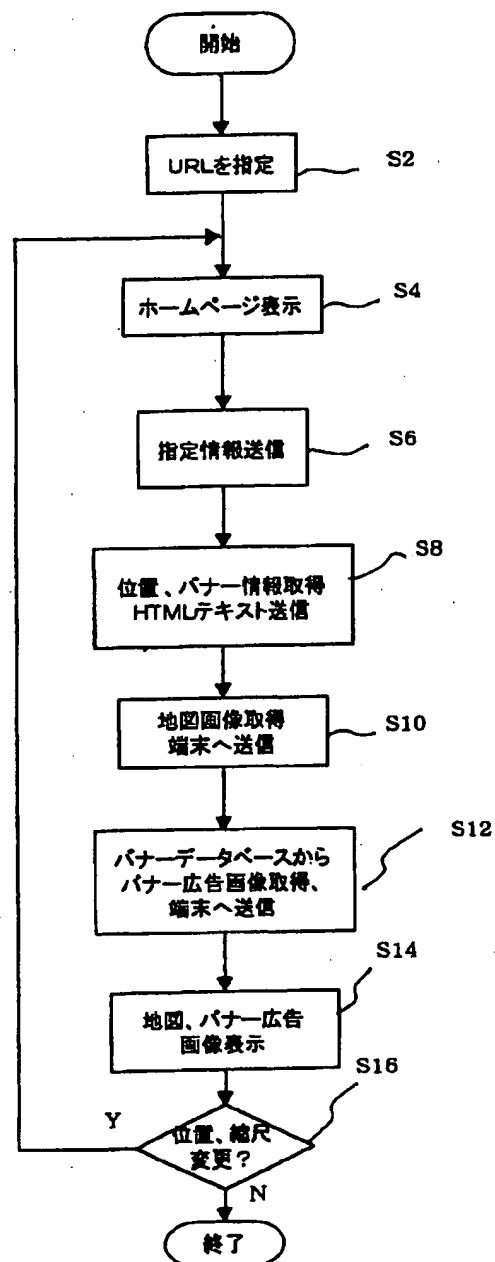 開始
URLを指定
S2
ホームページ表示
S4
指定情報送信
S6
位置、バナー情報取得
HTMLテキスト送信
S8
地図画像取得
端末へ送信
S10
バナーデータベースから
バナー広告画像取得、
端末へ送信
S12
地図、バナー広告
画像表示
S14
位置、縮尺
変更？
S16
Y
N
終了